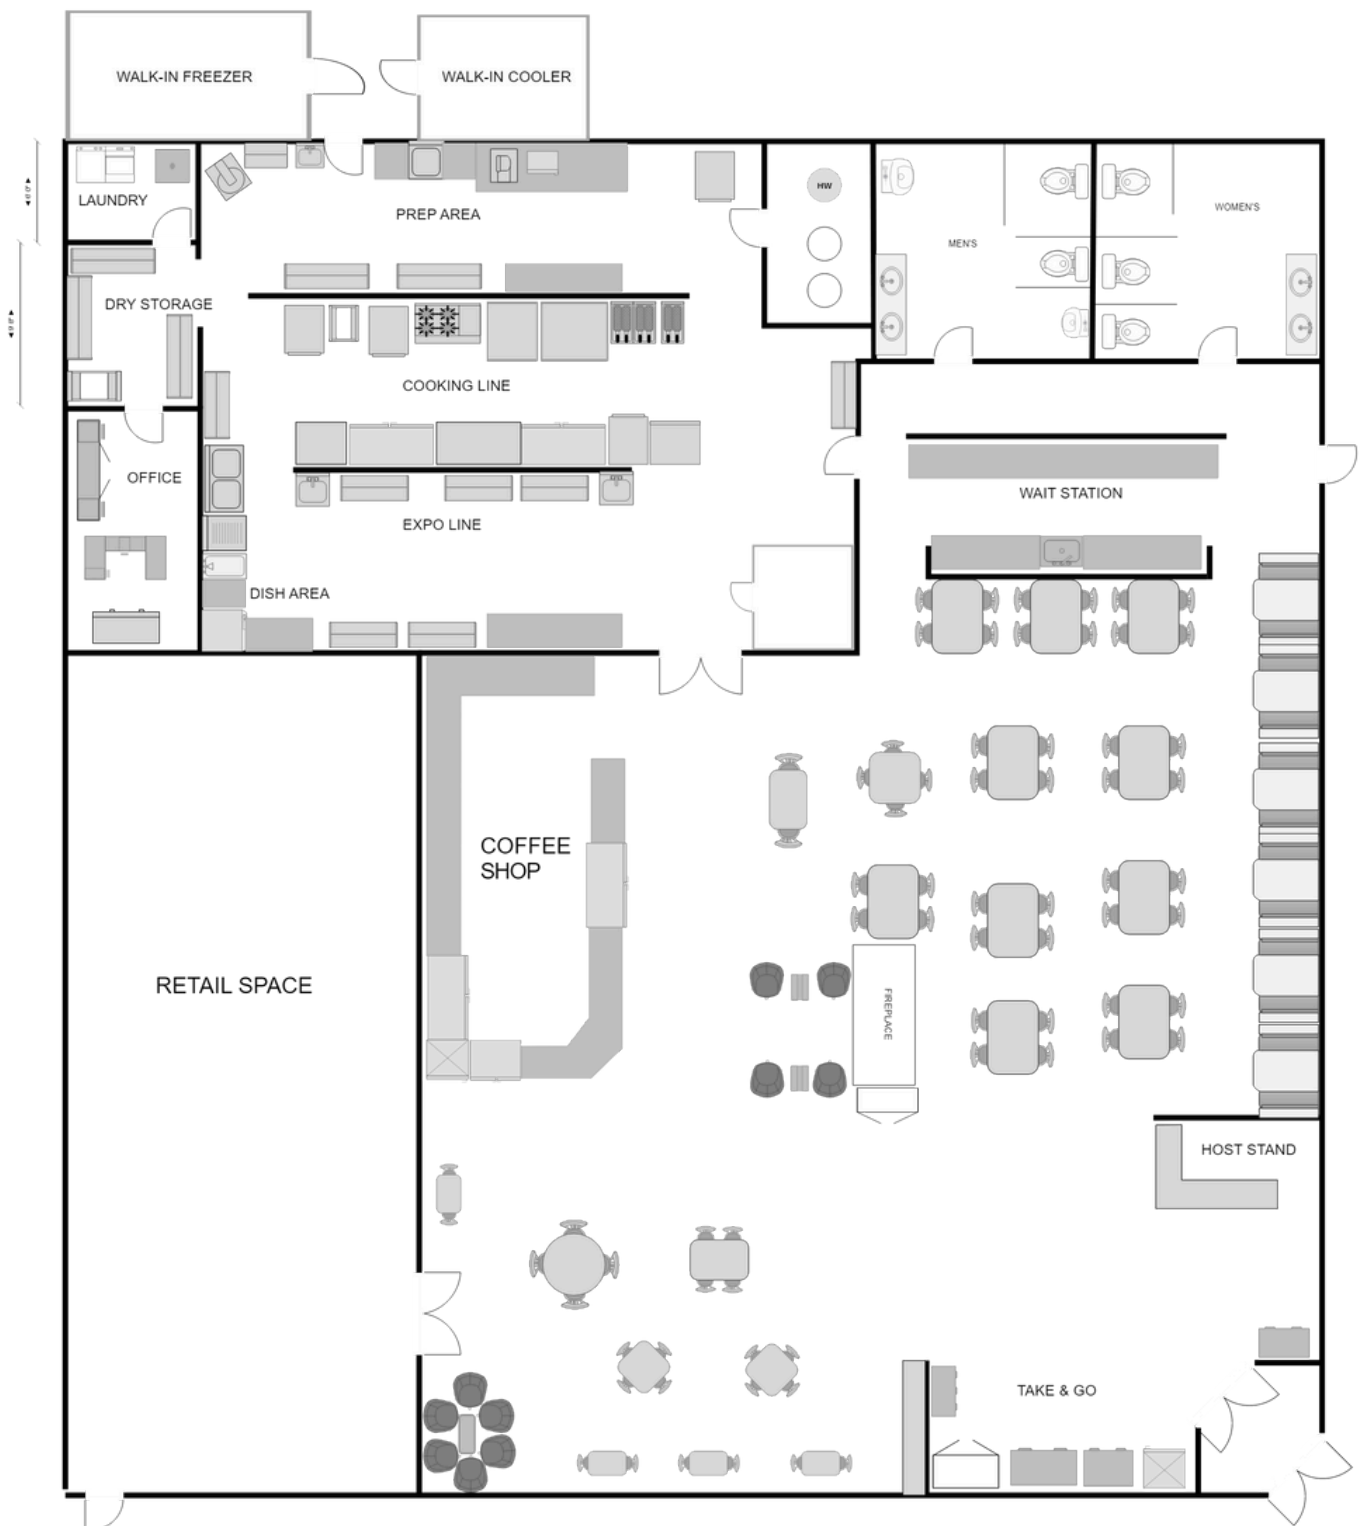 WALK-IN FREEZER
WALK-IN COOLER
LAUNDRY
PREP AREA
HW
MEN'S
WOMEN'S
DRY STORAGE
COOKING LINE
OFFICE
WAIT STATION
EXPO LINE
DISH AREA
COFFEE
SHOP
RETAIL SPACE
FIREPLACE
HOST STAND
TAKE & GO